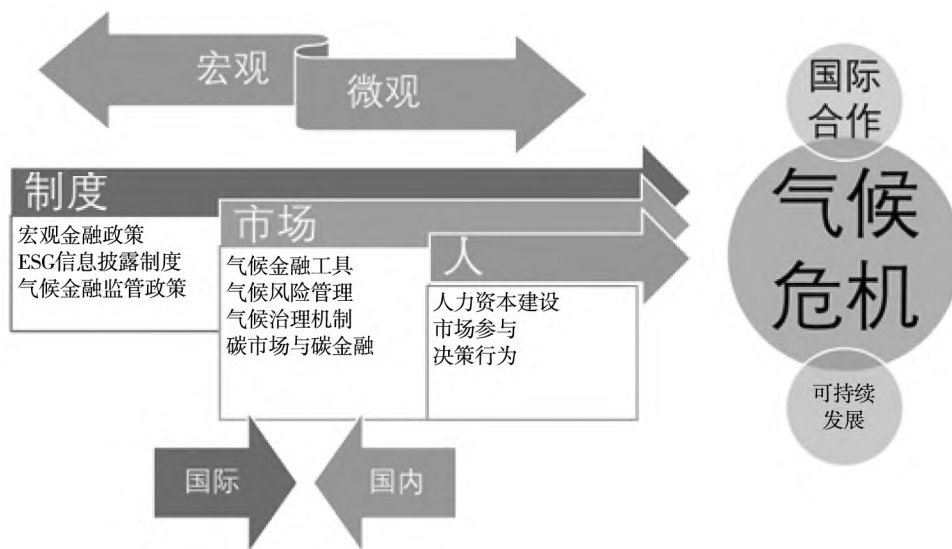 宏观
微观
制度
宏观金融政策
ESG信息披露制度
气候金融监管政策
市场
气候金融工具
气候风险管理
气候治理机制
碳市场与碳金融
人
人力资本建设
市场参与
决策行为
国际
国内
国际
合作
气候
危机
可持续
发展